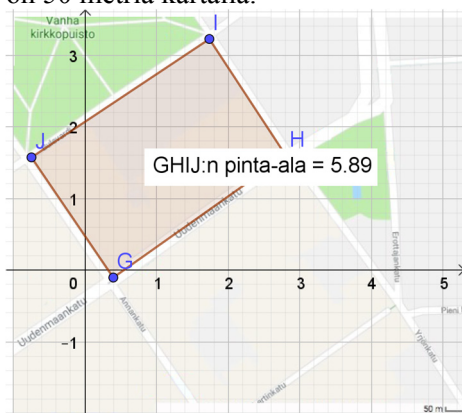 on 50 metriä kartalla.
Vanha
kirkkopuisto
I
3
2
J
H
GHIJ:n pinta-ala = 5.89
1
Uudenmaankatu
G
0
1
2
3
4
5
Erottajankatu
Uudenmaankatu
Annankatu
Pieni
−1
Yrjönkatu
ertinkatu
50 m